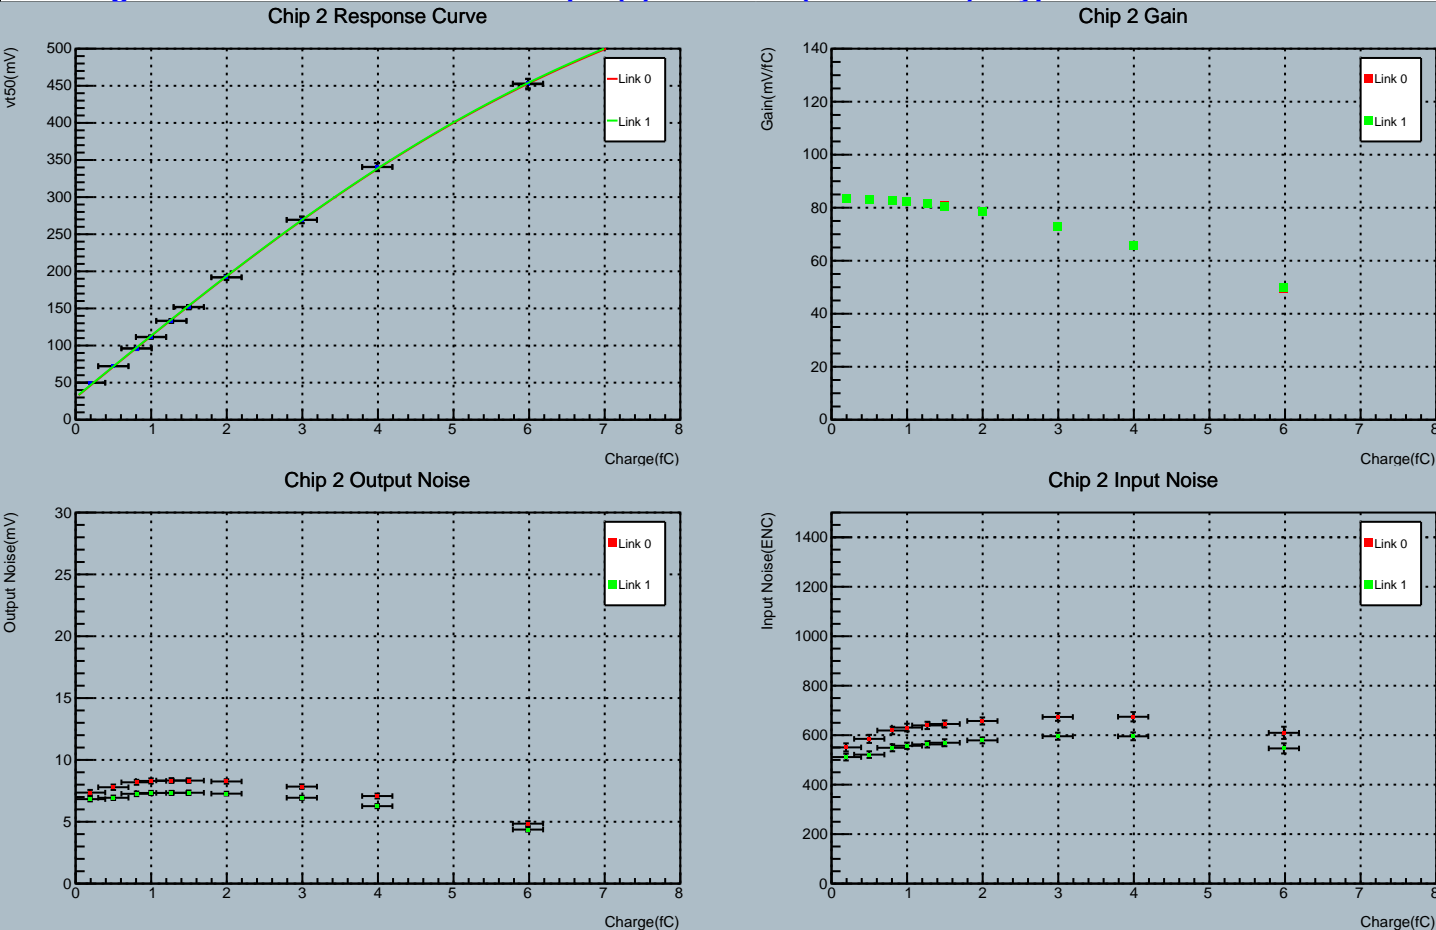 Chip 2 Response Curve
vt50(mV)
500
450
400
350
300
250
200
150
100
50
0
0 1 2 3 4 5 6 7 8
Charge(fC)
Link 0
Link 1
Chip 2 Gain
Gain(mV/fC)
140
120
100
80
60
40
20
0
0 1 2 3 4 5 6 7 8
Charge(fC)
Link 0
Link 1
Chip 2 Output Noise
Output Noise(mV)
30
25
20
15
10
5
0
0 1 2 3 4 5 6 7 8
Charge(fC)
Link 0
Link 1
Chip 2 Input Noise
Input Noise(ENC)
1400
1200
1000
800
600
400
200
0
0 1 2 3 4 5 6 7 8
Charge(fC)
Link 0
Link 1